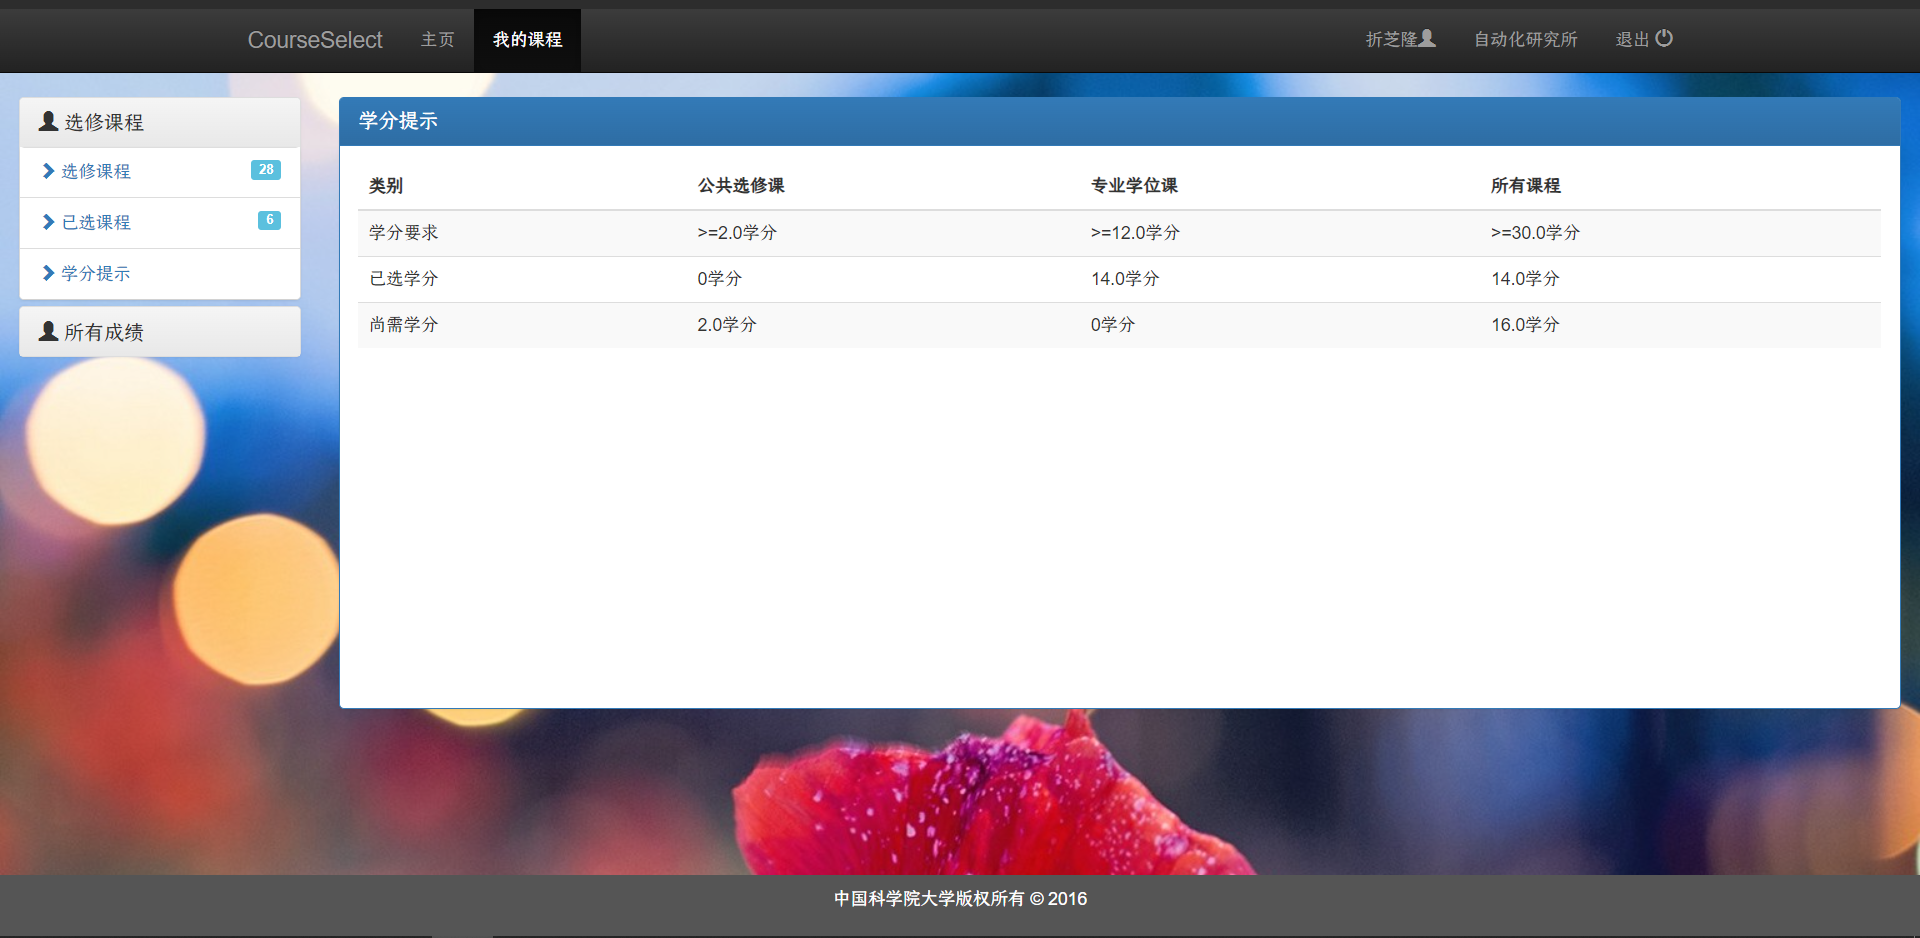 CourseSelect 主页 我的课程 折芝隆 自动化研究所 退出
选修课程
选修课程 28
已选课程 6
学分提示
所有成绩
学分提示
类别 公共选修课 专业学位课 所有课程
学分要求 >=2.0学分 >=12.0学分 >=30.0学分
已选学分 0学分 14.0学分 14.0学分
尚需学分 2.0学分 0学分 16.0学分
中国科学院大学版权所有 © 2016